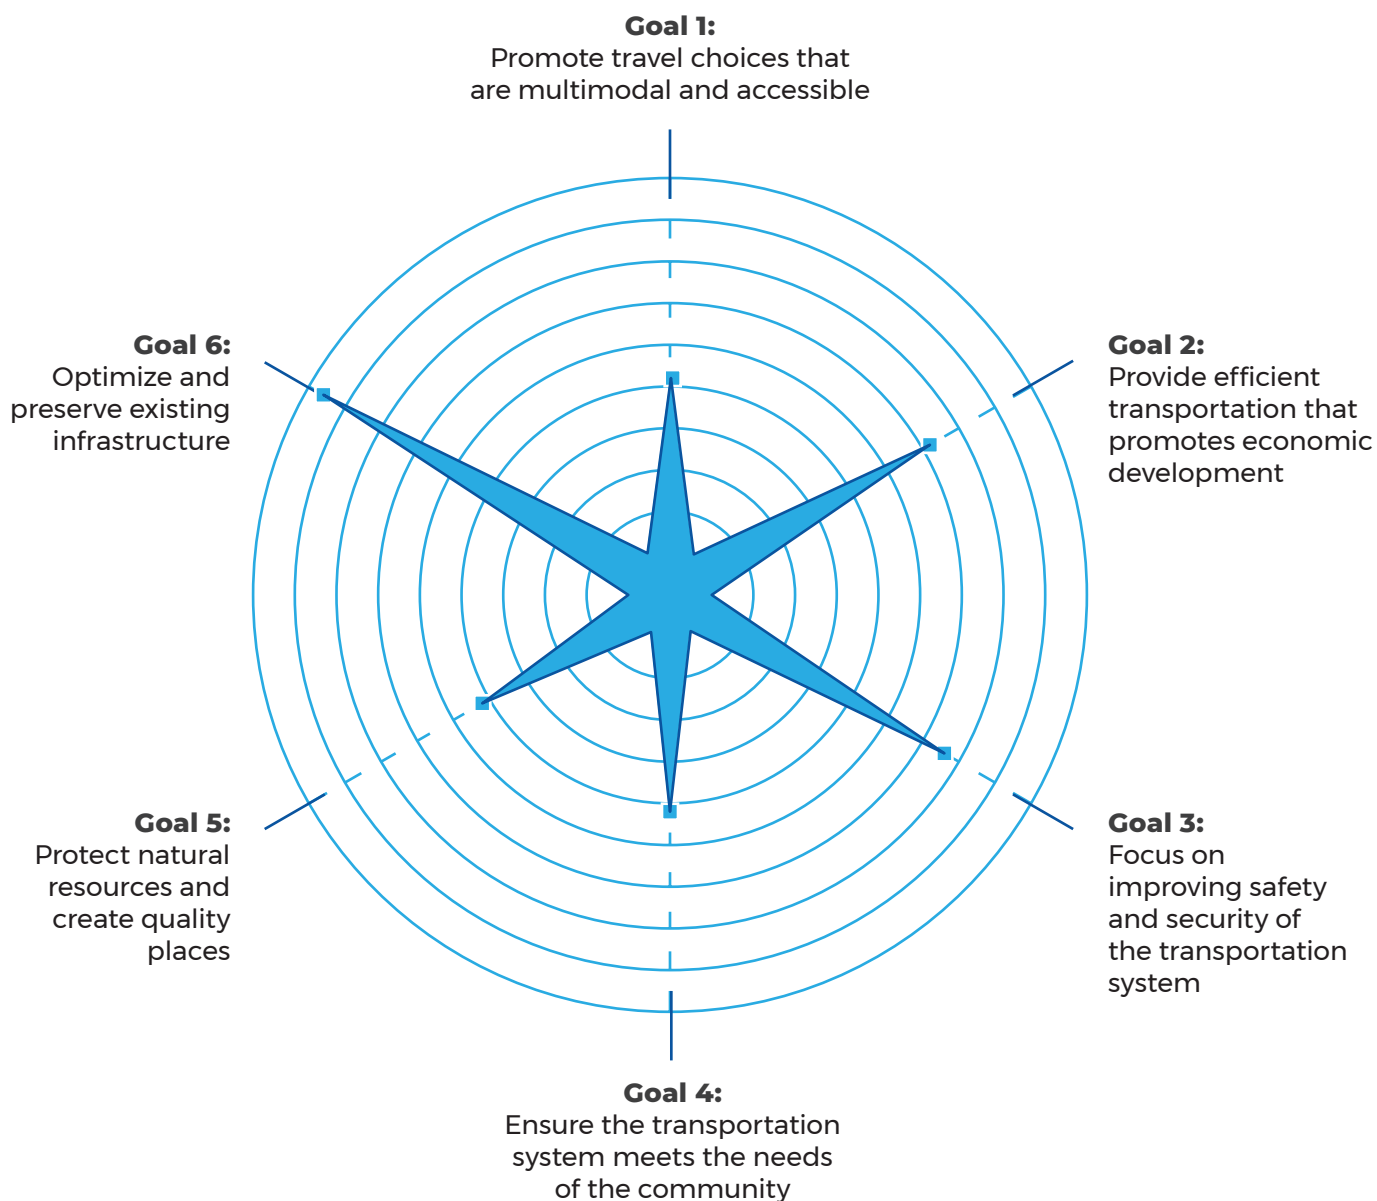 Goal 1:
Promote travel choices that
are multimodal and accessible
Goal 6:
Optimize and
preserve existing
infrastructure
Goal 2:
Provide efficient
transportation that
promotes economic
development
Goal 5:
Protect natural
resources and
create quality
places
Goal 3:
Focus on
improving safety
and security of
the transportation
system
Goal 4:
Ensure the transportation
system meets the needs
of the community